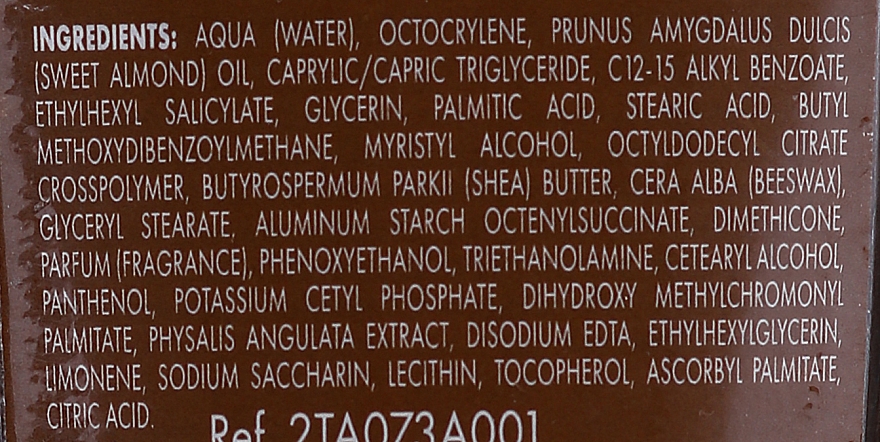 INGREDIENTS: AQUA (WATER), OCTOCRYLENE, PRUNUS AMYGDALUS DULCIS
(SWEET ALMOND) OIL, CAPRYLIC/CAPRIC TRIGLYCERIDE, C12-15 ALKYL BENZOATE,
ETHYLHEXYL SALICYLATE, GLYCERIN, PALMITIC ACID, STEARIC ACID, BUTYL
METHOXYDIBENZOYLMETHANE, MYRISTYL ALCOHOL, OCTYLDODECYL CITRATE
CROSSPOLYMER, BUTYROSPERMUM PARKII (SHEA) BUTTER, CERA ALBA (BEESWAX),
GLYCERYL STEARATE, ALUMINUM STARCH OCTENYLSUCCINATE, DIMETHICONE,
PARFUM (FRAGRANCE), PHENOXYETHANOL, TRIETHANOLAMINE, CETEARYL ALCOHOL,
PANTHENOL, POTASSIUM CETYL PHOSPHATE, DIHYDROXY METHYLCHROMONYL
PALMITATE, PHYSALIS ANGULATA EXTRACT, DISODIUM EDTA, ETHYLHEXYLGLYCERIN,
LIMONENE, SODIUM SACCHARIN, LECITHIN, TOCOPHEROL, ASCORBYL PALMITATE,
CITRIC ACID.
Ref. 2TA073A001